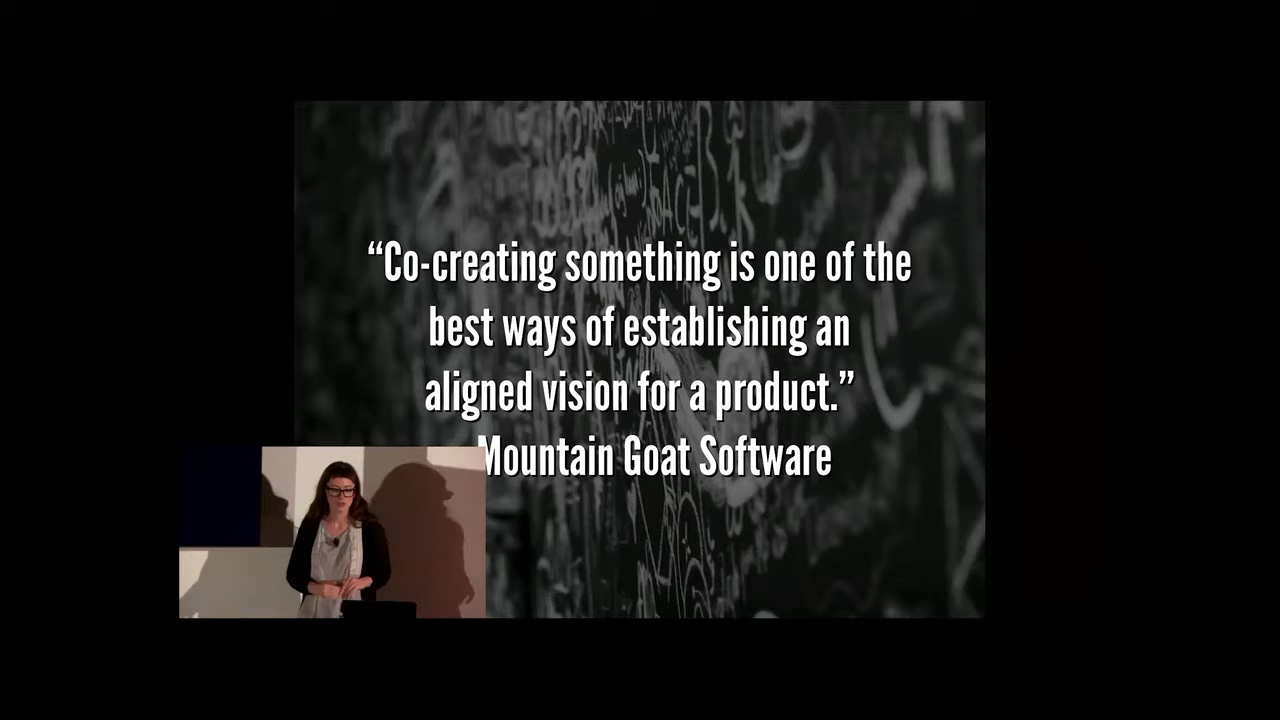 “Co-creating something is one of the
best ways of establishing an
aligned vision for a product.”
Mountain Goat Software